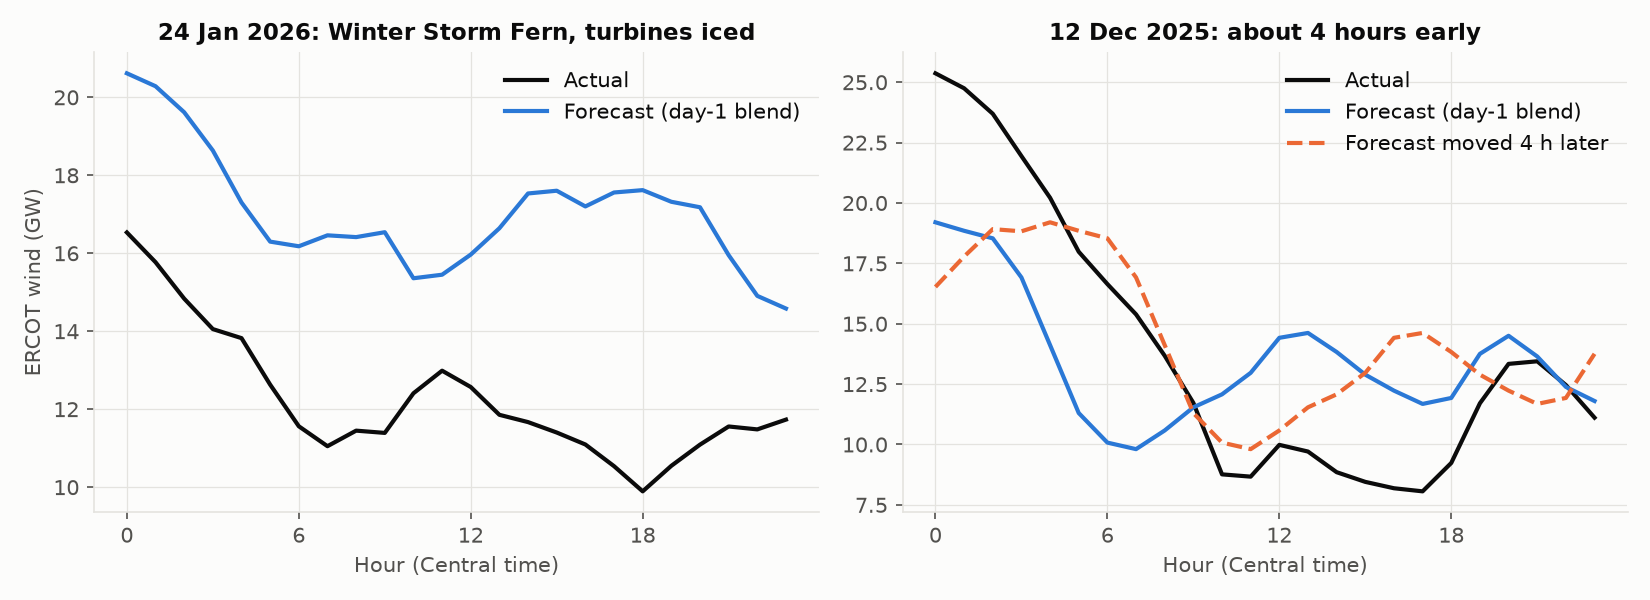 24 Jan 2026: Winter Storm Fern, turbines iced
Actual
Forecast (day-1 blend)
20
18
16
14
12
10
ERCOT wind (GW)
0 6 12 18
Hour (Central time)
12 Dec 2025: about 4 hours early
Actual
Forecast (day-1 blend)
Forecast moved 4 h later
25.0
22.5
20.0
17.5
15.0
12.5
10.0
7.5
0 6 12 18
Hour (Central time)